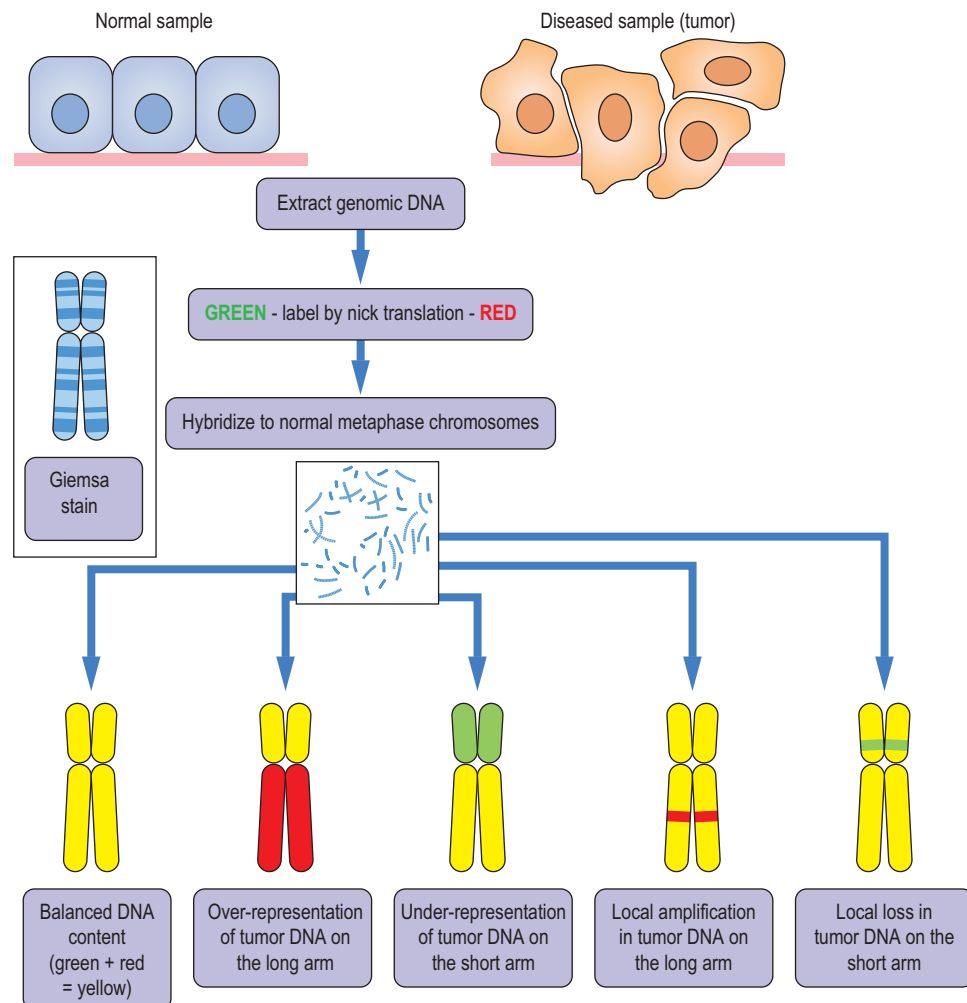 Normal sample
Diseased sample (tumor)
Extract genomic DNA
GREEN - label by nick translation - RED
Hybridize to normal metaphase chromosomes
Giemsa
stain
Balanced DNA
content
(green + red
= yellow)
Over-representation
of tumor DNA on
the long arm
Under-representation
of tumor DNA on
the short arm
Local amplification
in tumor DNA on
the long arm
Local loss in
tumor DNA on the
short arm